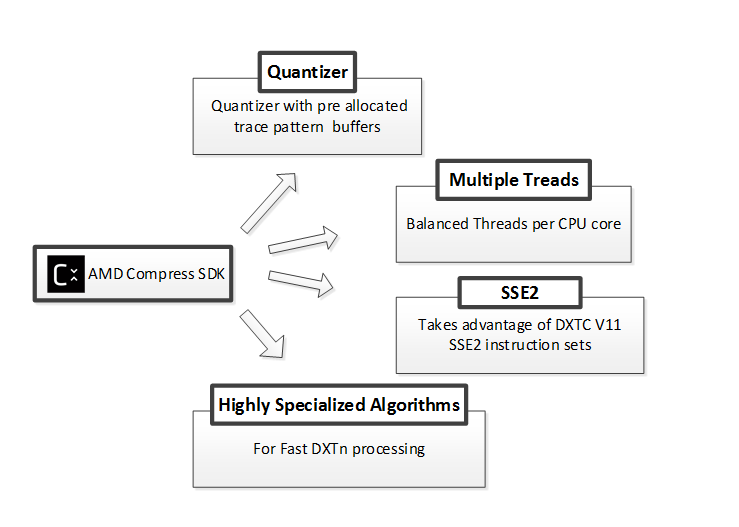 Quantizer
Quantizer with pre allocated
trace pattern buffers
Multiple Treads
Balanced Threads per CPU core
AMD Compress SDK
SSE2
Takes advantage of DXTC V11
SSE2 instruction sets
Highly Specialized Algorithms
For Fast DXTn processing